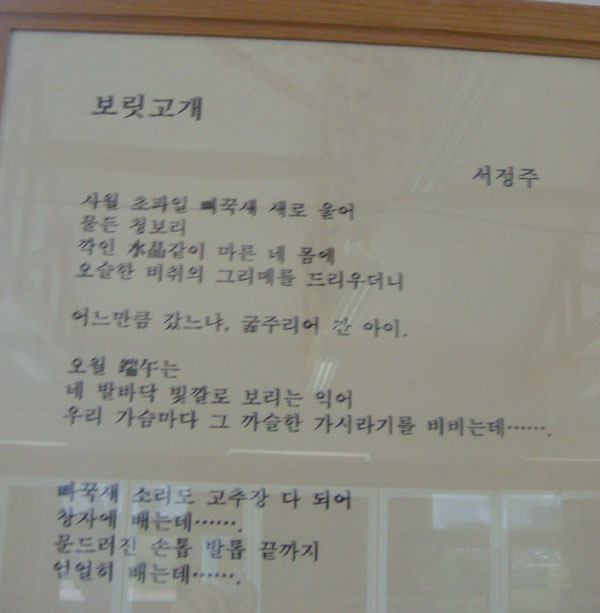 보릿고개
서정주
사월 초파일 뻐꾹새 새로 울어
물든 청보리
깍인 水晶같이 마른 네 몸에
오슬한 비취의 그리메를 드리우더니
어느만큼 갔느냐, 굶주리어 간 아이.
오월 端午는
네 발바닥 빛깔로 보리는 익어
우리 가슴마다 그 까슬한 가시라기를 비비는데…….
뻐꾹새 소리도 고추장 다 되어
창자에 배는데…….
문드러진 손톱 발톱 끝까지
얼얼히 배는데…….